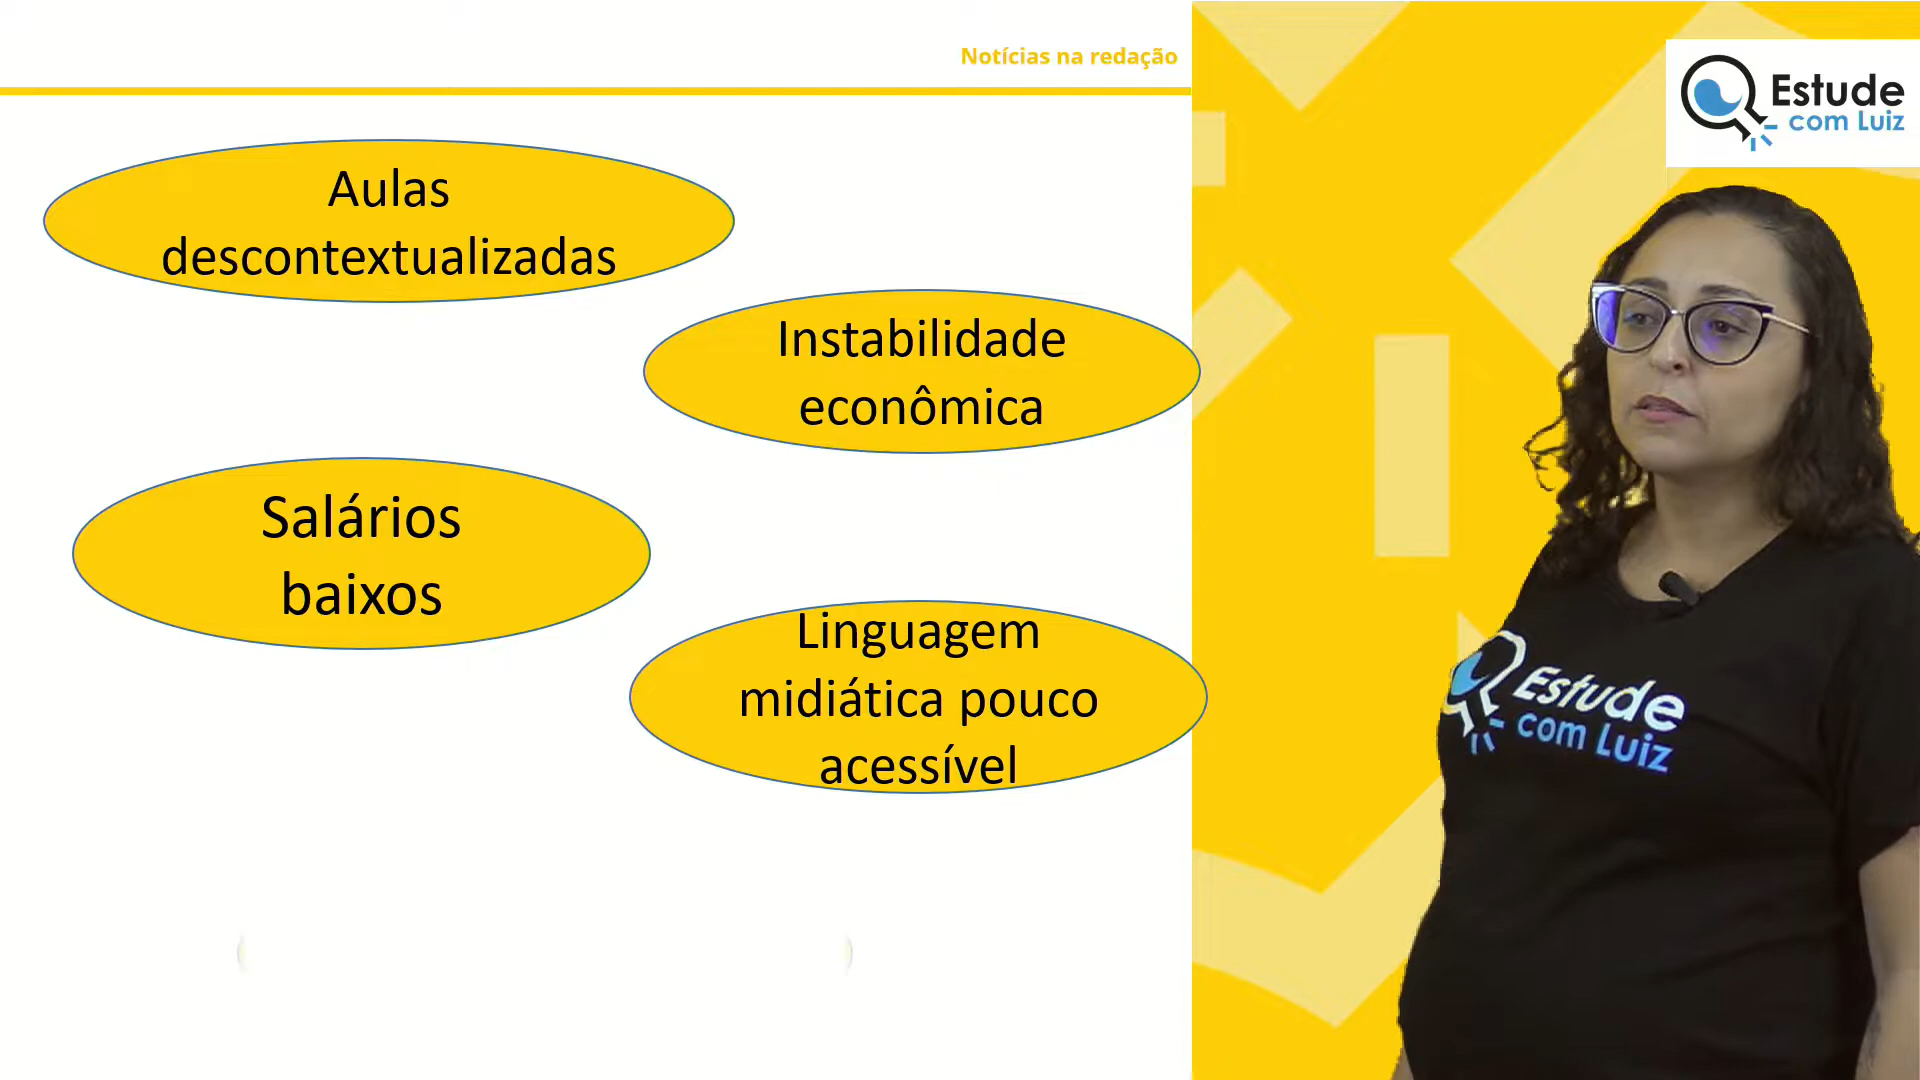 Notícias na redação
Estude
com Luiz
Aulas
descontextualizadas
Instabilidade
econômica
Salários
baixos
Linguagem
midiática pouco
acessível
Estude
com Luiz